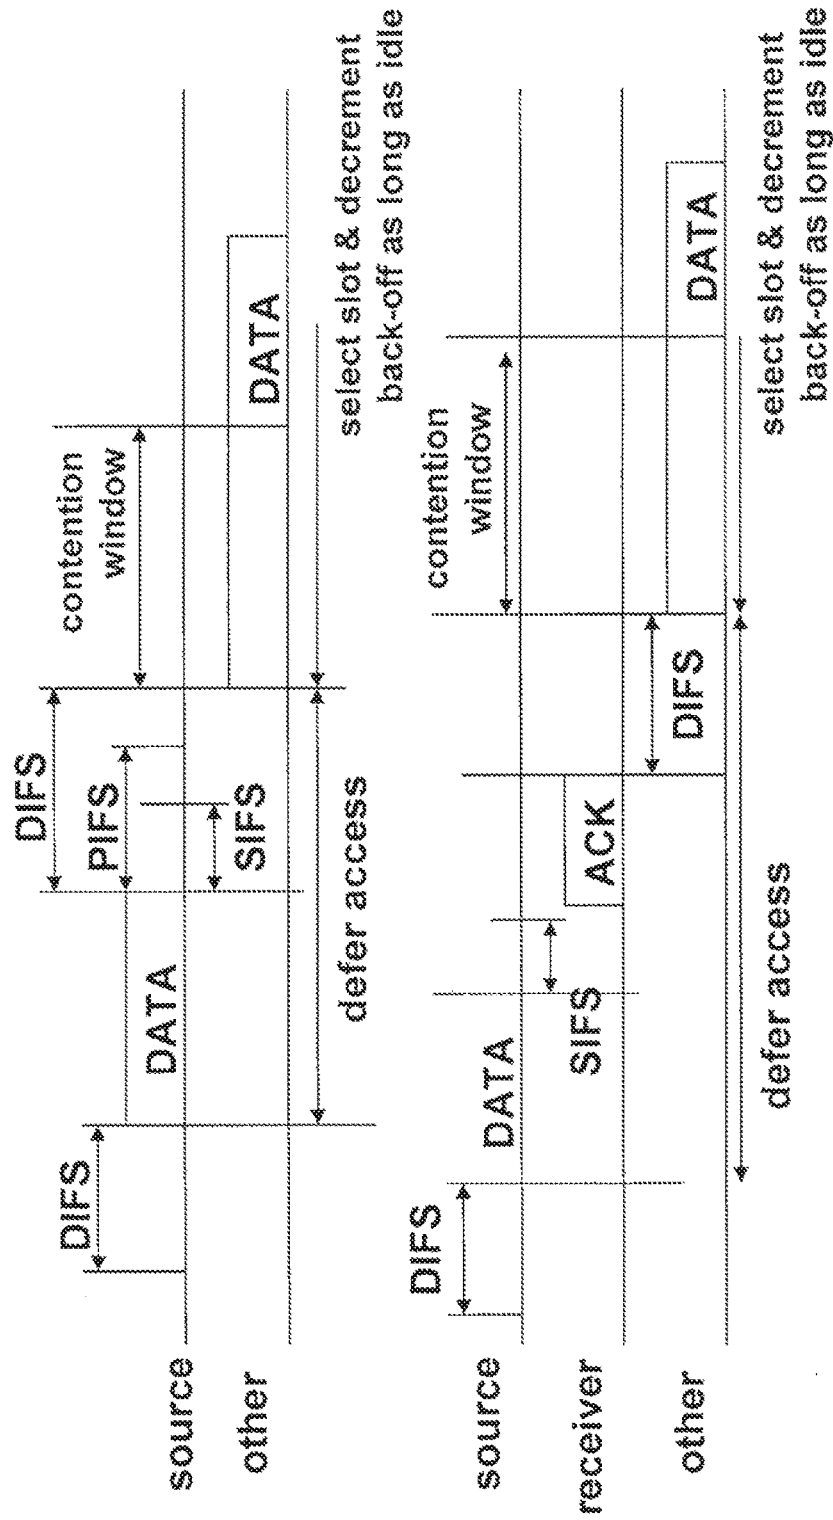 DIFS
DIFS
PIFS
SIFS
contention
window
source
DATA
other
DATA
defer access
select slot & decrement
back-off as long as idle
DIFS
contention
window
source
DATA
receiver
SIFS
ACK
other
DIFS
DATA
defer access
select slot & decrement
back-off as long as idle